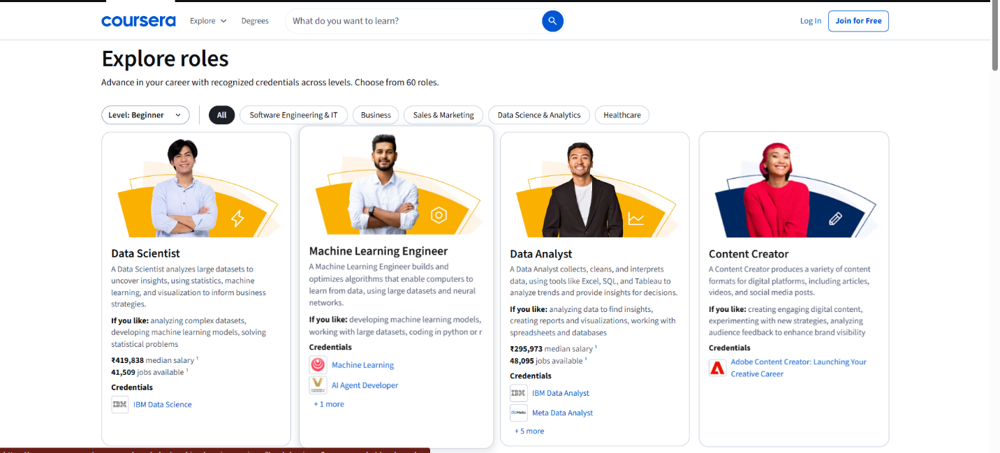 coursera
Explore
Degrees
What do you want to learn?
Log In
Join for Free
Explore roles
Advance in your career with recognized credentials across levels. Choose from 60 roles.
Level: Beginner
All
Software Engineering & IT
Business
Sales & Marketing
Data Science & Analytics
Healthcare
Data Scientist
A Data Scientist analyzes large datasets to
uncover insights, using statistics, machine
learning, and visualization to inform business
strategies.
If you like: analyzing complex datasets,
developing machine learning models, solving
statistical problems
₹419,838 median salary ¹
41,509 jobs available ¹
Credentials
IBM
IBM Data Science
Machine Learning Engineer
A Machine Learning Engineer builds and
optimizes algorithms that enable computers to
learn from data, using large datasets and neural
networks.
If you like: developing machine learning models,
working with large datasets, coding in python or r
Credentials
Machine Learning
AI Agent Developer
+ 1 more
Data Analyst
A Data Analyst collects, cleans, and interprets
data, using tools like Excel, SQL, and Tableau to
analyze trends and provide insights for decisions.
If you like: analyzing data to find insights,
creating reports and visualizations, working with
spreadsheets and databases
₹295,973 median salary ¹
48,095 jobs available ¹
Credentials
IBM
IBM Data Analyst
Meta
Meta Data Analyst
+ 5 more
Content Creator
A Content Creator produces a variety of content
formats for digital platforms, including articles,
videos, and social media posts.
If you like: creating engaging digital content,
experimenting with new strategies, analyzing
audience feedback to enhance brand visibility
Credentials
Adobe Content Creator: Launching Your
Creative Career